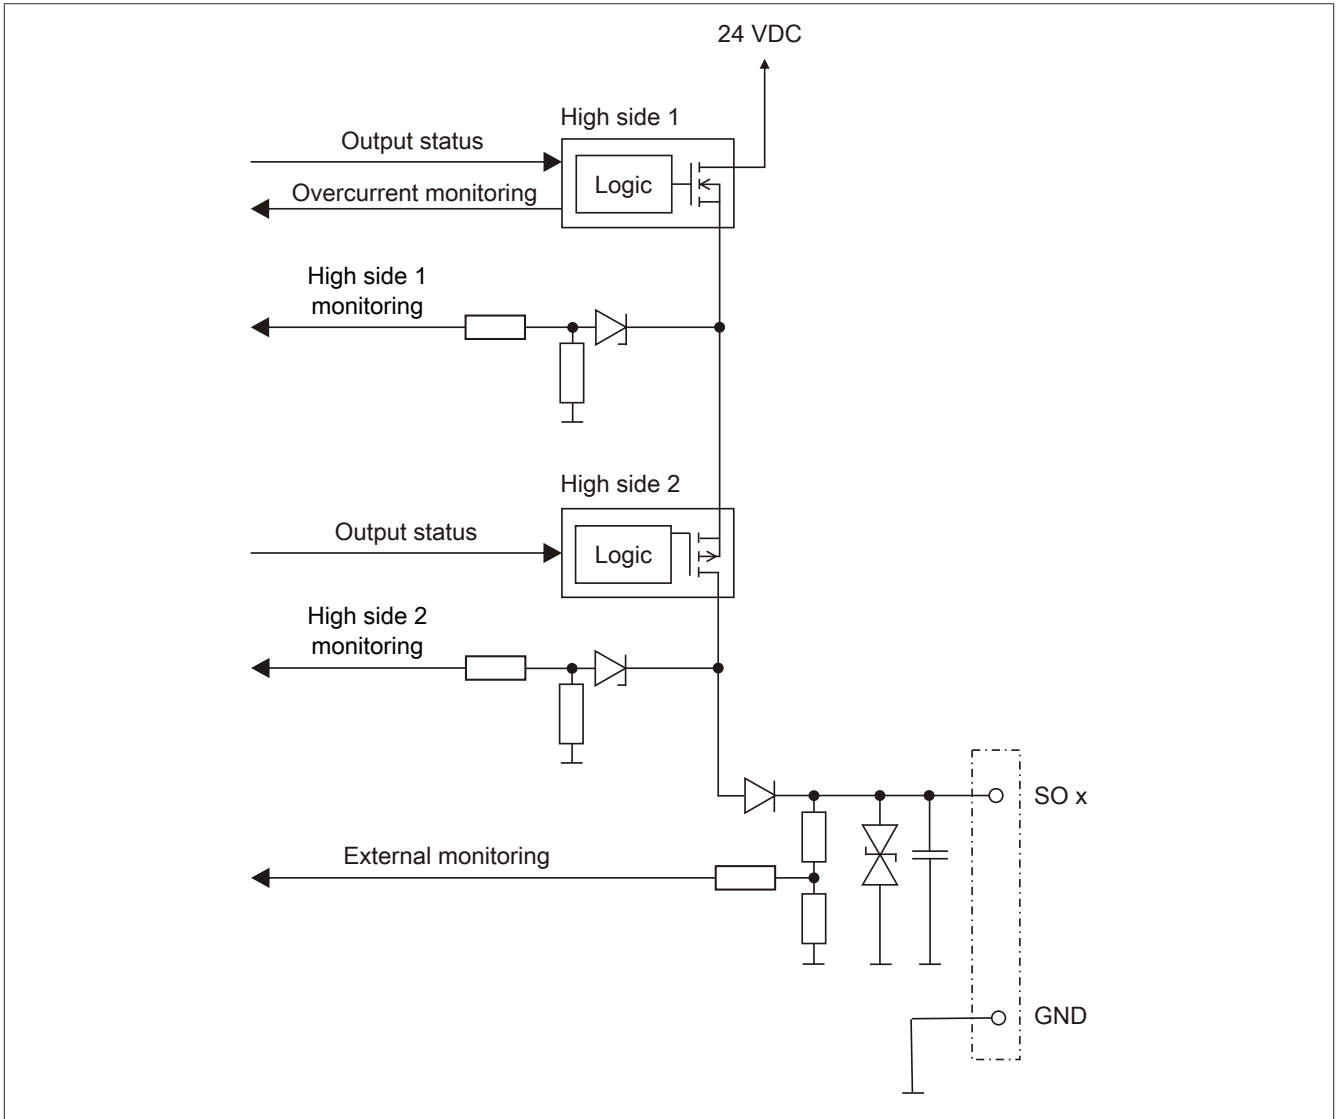 24 VDC
High side 1
Output status
Logic
Overcurrent monitoring
High side 1
monitoring
High side 2
Output status
Logic
High side 2
monitoring
SO x
External monitoring
GND